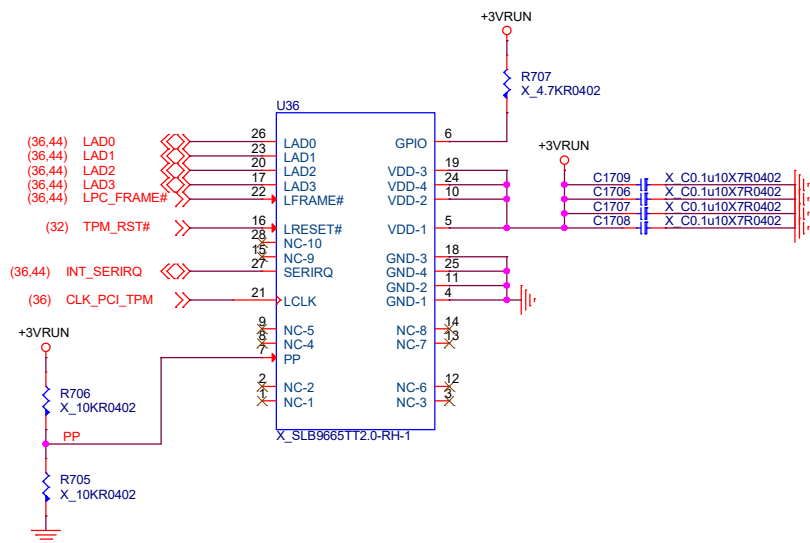 +3VRUN
R707
X_4.7KR0402
U36
(36,44) LAD0 26 LAD0 GPIO 6
+3VRUN
(36,44) LAD1 23 LAD1
(36,44) LAD2 20 LAD2 VDD-3 19
(36,44) LAD3 17 LAD3 VDD-4 24
(36,44) LPC_FRAME# 22 LFRAME# VDD-2 10
C1709 X_C0.1u10X7R0402
C1706 X_C0.1u10X7R0402
C1707 X_C0.1u10X7R0402
C1708 X_C0.1u10X7R0402
(32) TPM_RST# 16 LRESET# VDD-1 5
28 NC-10
15 NC-9 GND-3 18
(36,44) INT_SERIRQ 27 SERIRQ GND-4 25
GND-2 11
(36) CLK_PCI_TPM 21 LCLK GND-1 4
9 NC-5 NC-8 14
8 NC-4 NC-7 13
7 PP
2 NC-2 NC-6 12
1 NC-1 NC-3 3
X_SLB9665TT2.0-RH-1
+3VRUN
R706
X_10KR0402
PP
R705
X_10KR0402